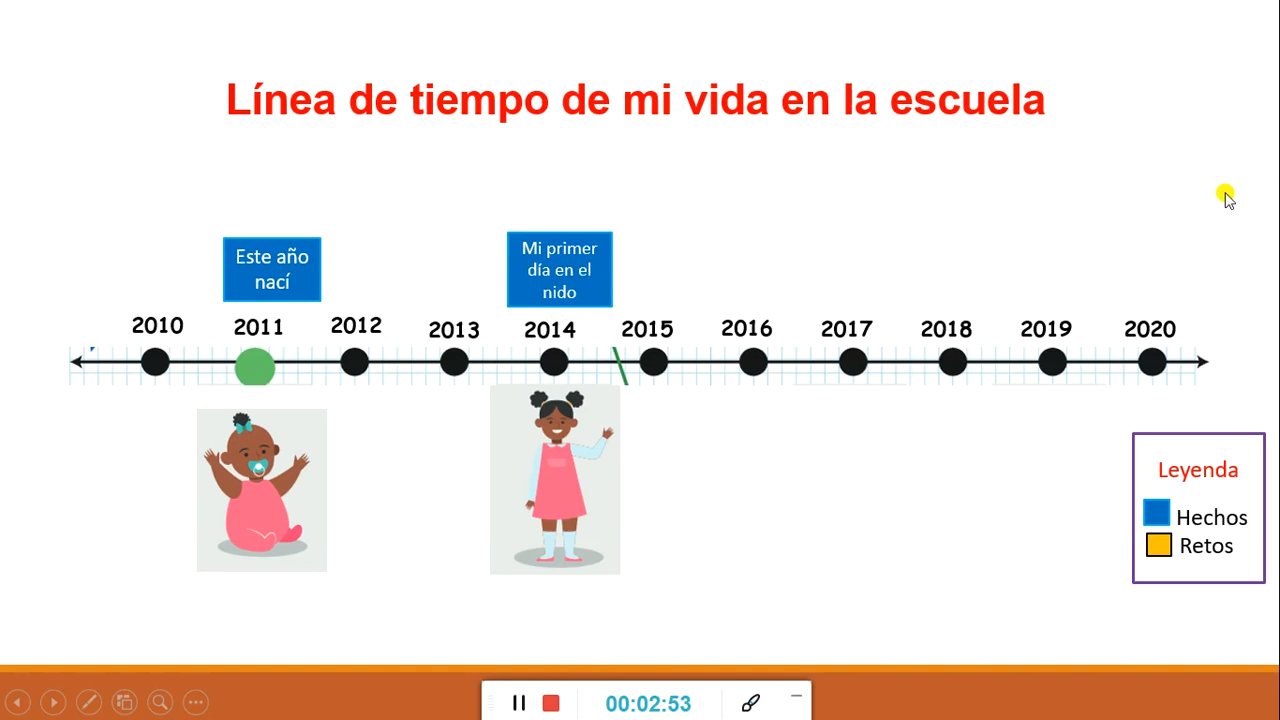 Línea de tiempo de mi vida en la escuela
Este año
nací
Mi primer
día en el
nido
2010 2011 2012 2013 2014 2015 2016 2017 2018 2019 2020
Leyenda
Hechos
Retos
00:02:53